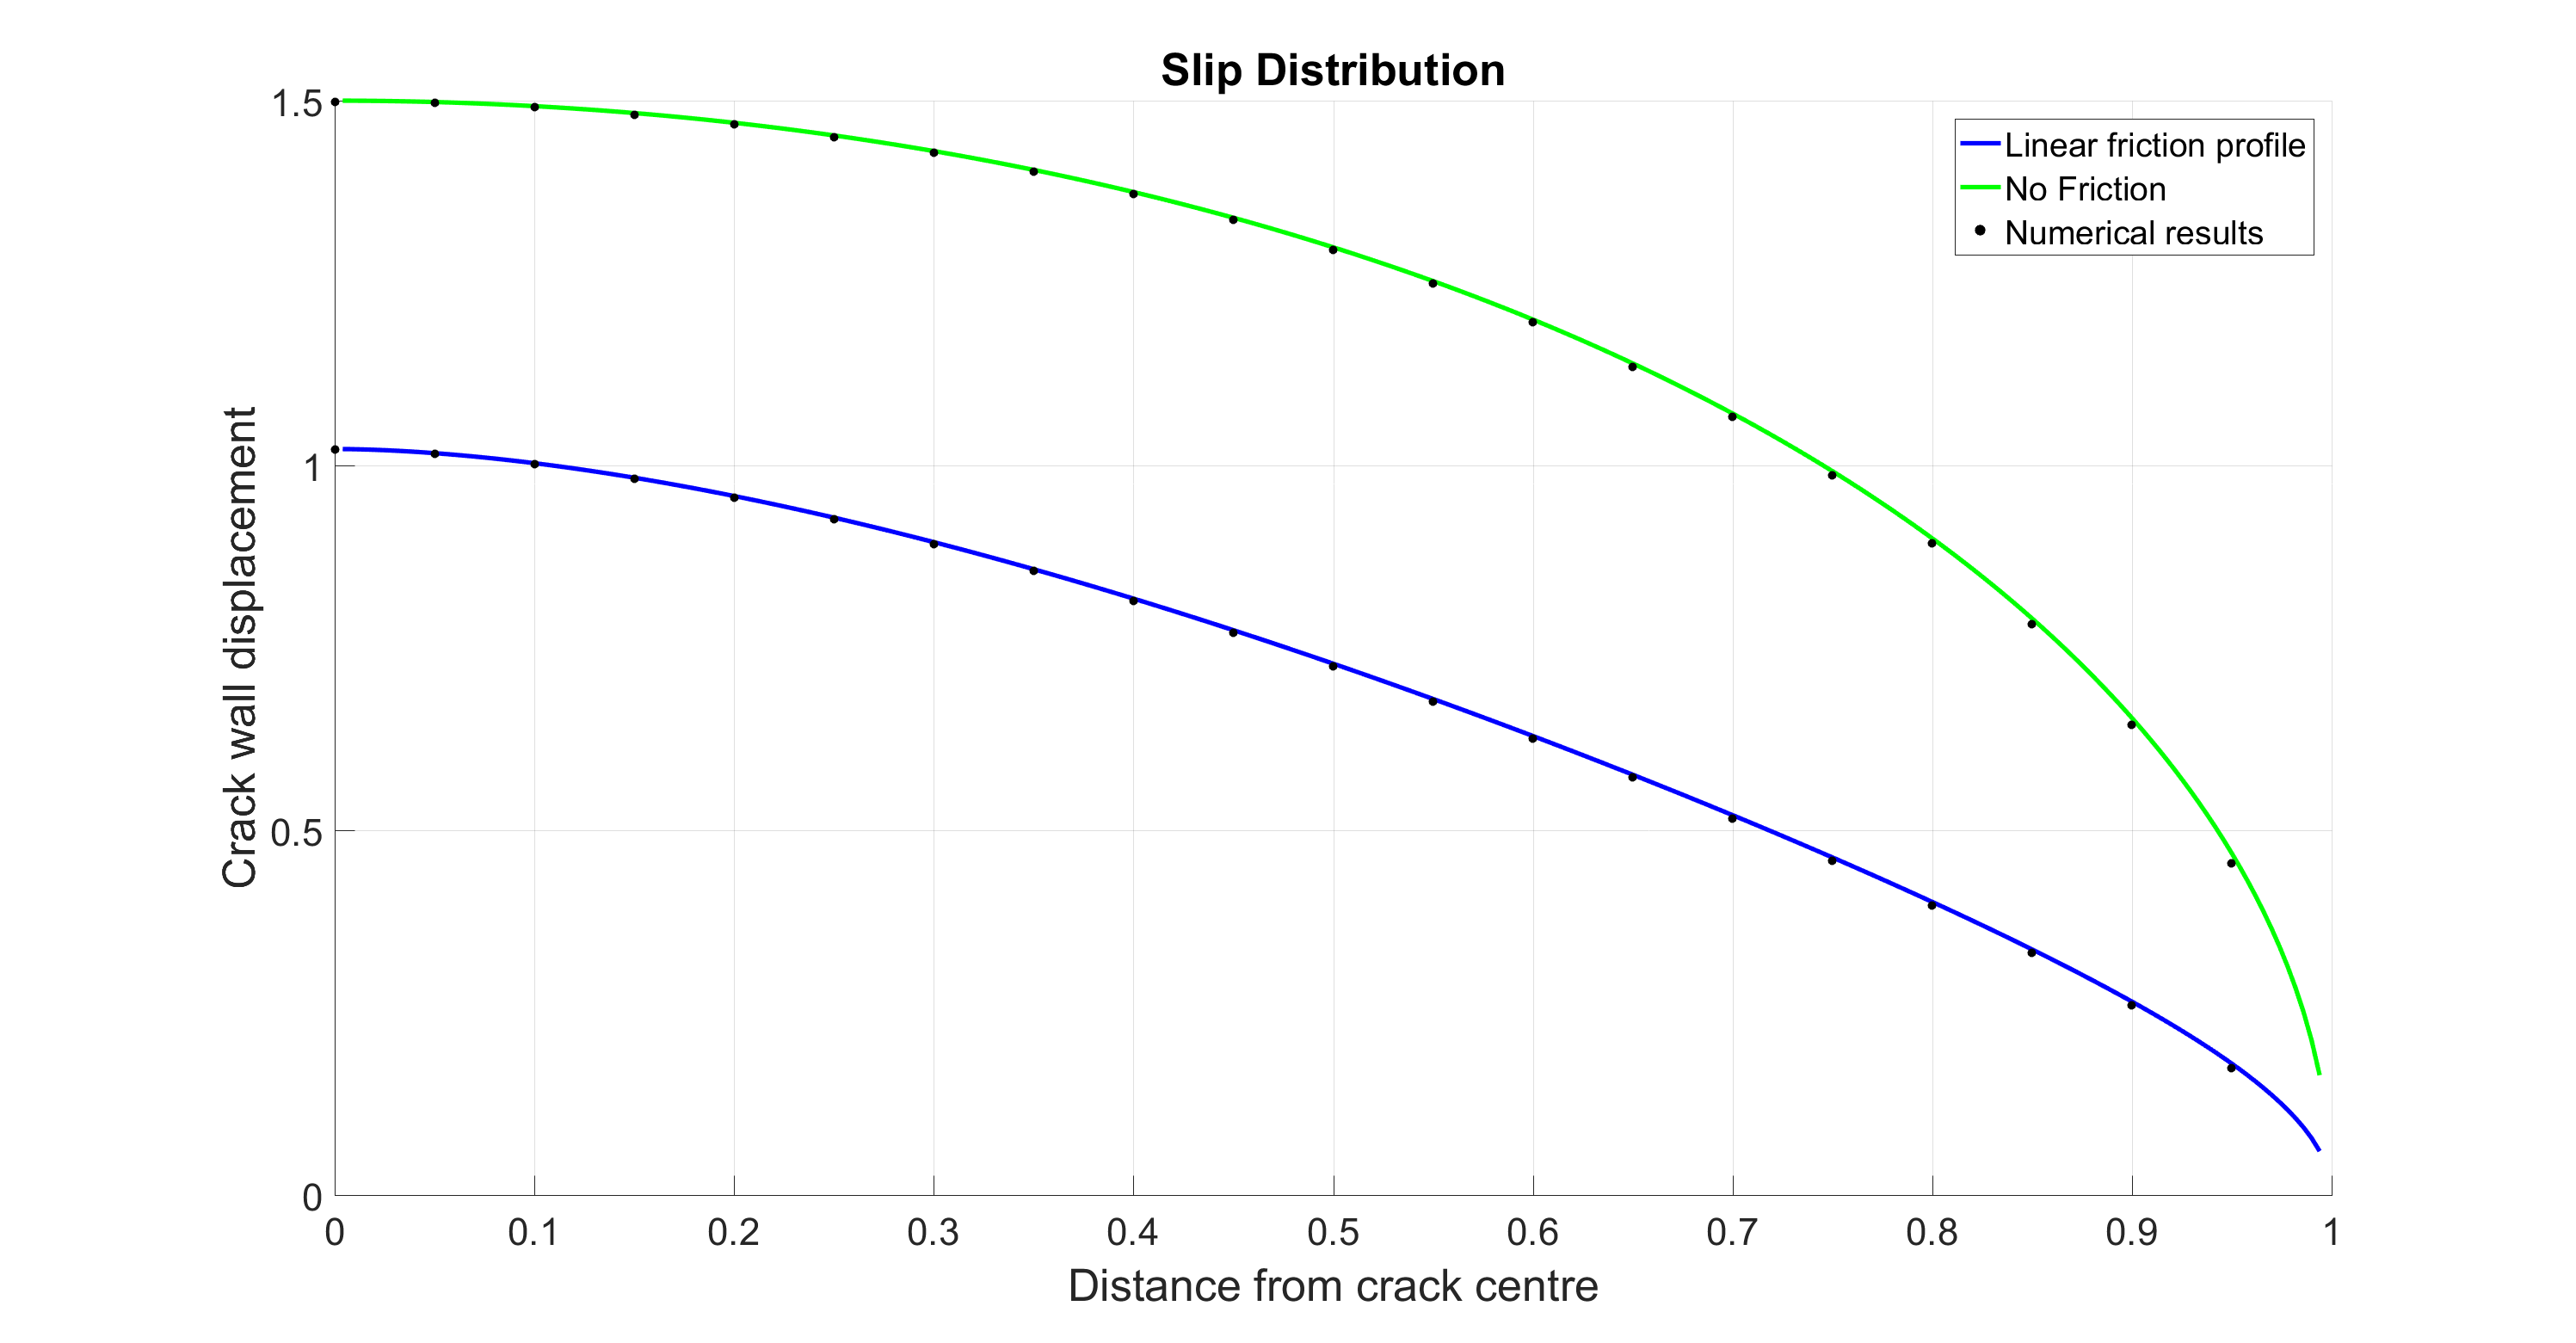 Slip Distribution
Linear friction profile
No Friction
Numerical results
Crack wall displacement
1.5
1
0.5
0
0 0.1 0.2 0.3 0.4 0.5 0.6 0.7 0.8 0.9 1
Distance from crack centre